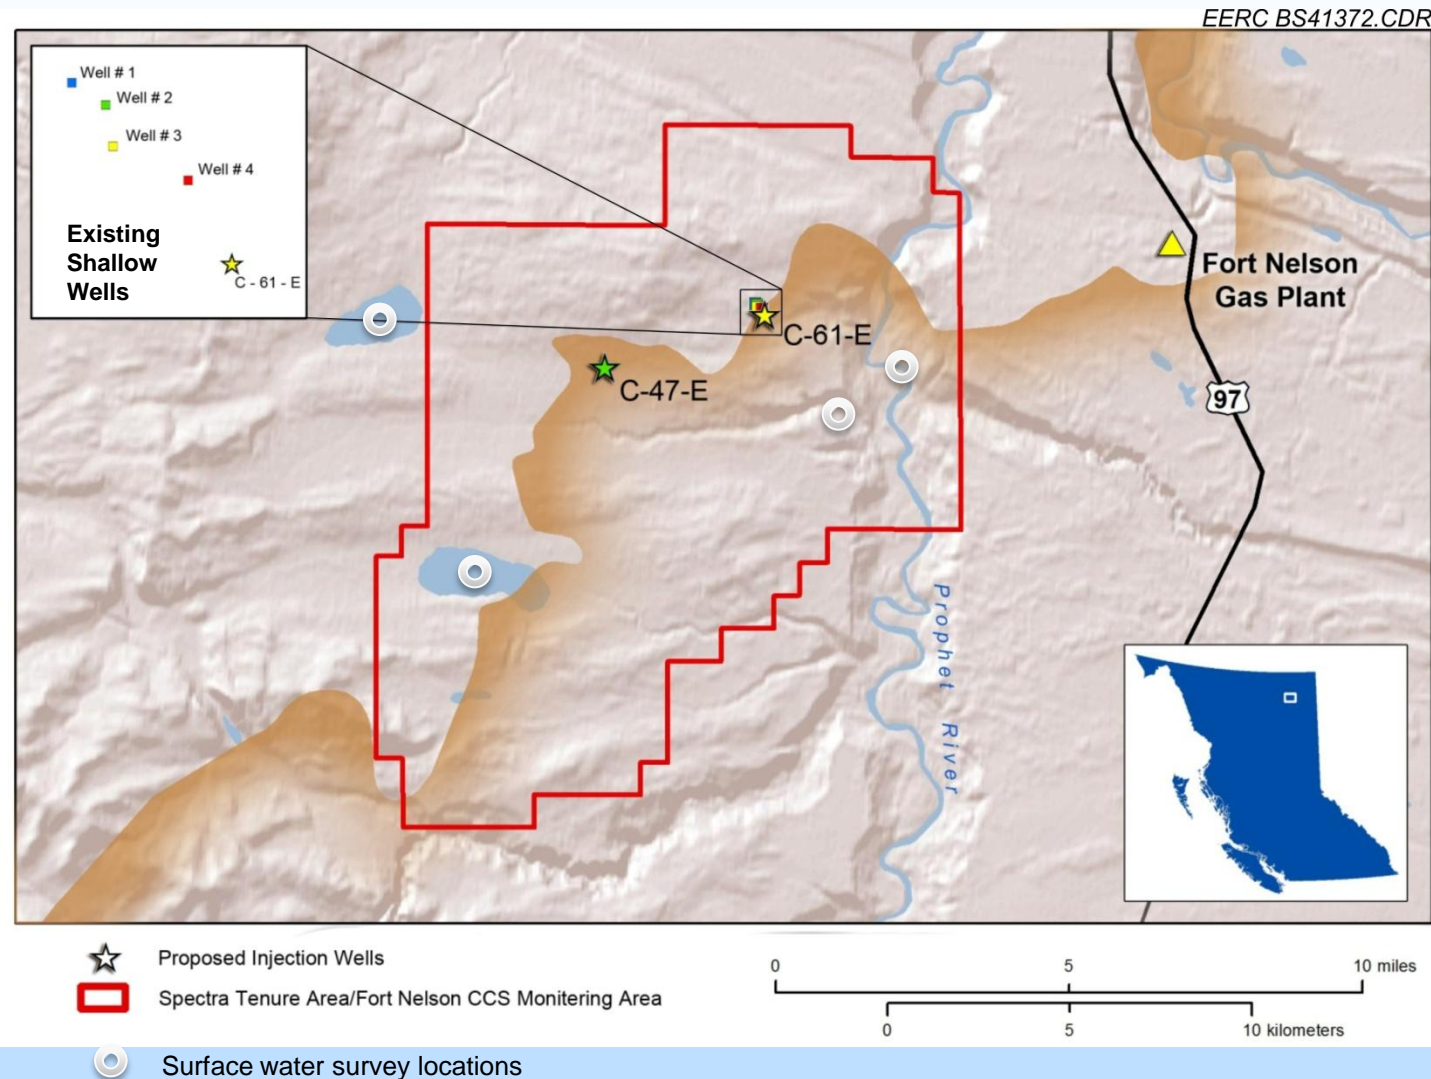 EERC BS41372.CDR
Well # 1
Well # 2
Well # 3
Well # 4
Existing
Shallow
Wells
C - 61 - E
Fort Nelson
Gas Plant
C-61-E
C-47-E
97
Prophet River
Proposed Injection Wells
Spectra Tenure Area/Fort Nelson CCS Monitering Area
Surface water survey locations
0 5 10 miles
0 5 10 kilometers